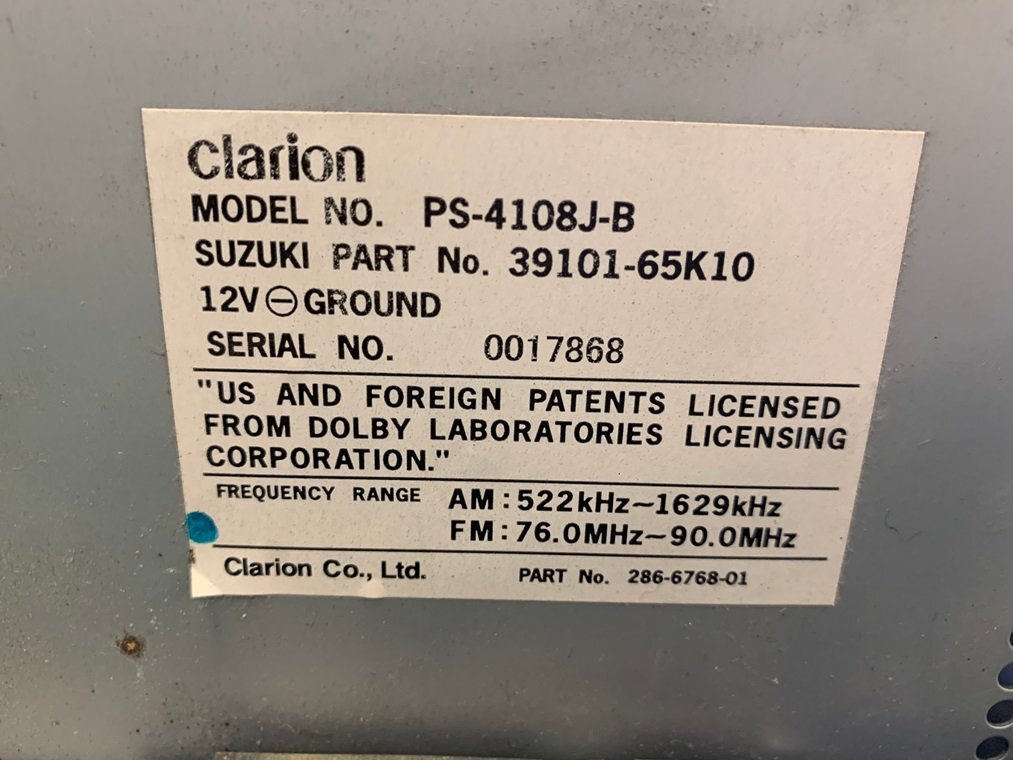 clarion
MODEL NO. PS-4108J-B
SUZUKI PART No. 39101-65K10
12V⊖GROUND
SERIAL NO. 0017868
"US AND FOREIGN PATENTS LICENSED
FROM DOLBY LABORATORIES LICENSING
CORPORATION."
FREQUENCY RANGE AM:522kHz~1629kHz
FM:76.0MHz~90.0MHz
Clarion Co., Ltd. PART No. 286-6768-01